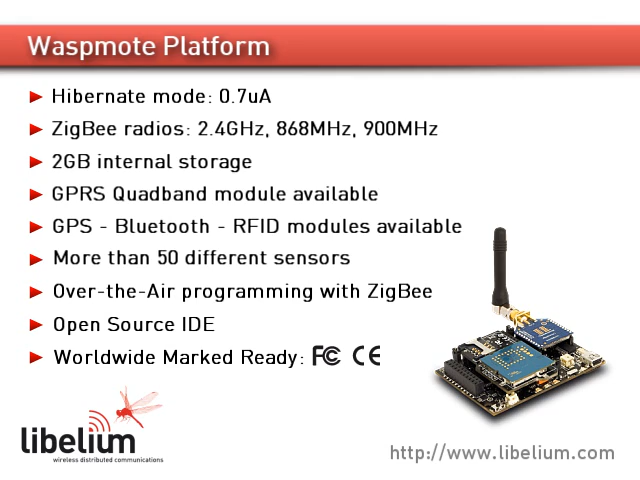 Waspmote Platform
Hibernate mode: 0.7uA
ZigBee radios: 2.4GHz, 868MHz, 900MHz
2GB internal storage
GPRS Quadband module available
GPS - Bluetooth - RFID modules available
More than 50 different sensors
Over-the-Air programming with ZigBee
Open Source IDE
Worldwide Marked Ready: FC CE
libelium
wireless distributed communications
http://www.libelium.com